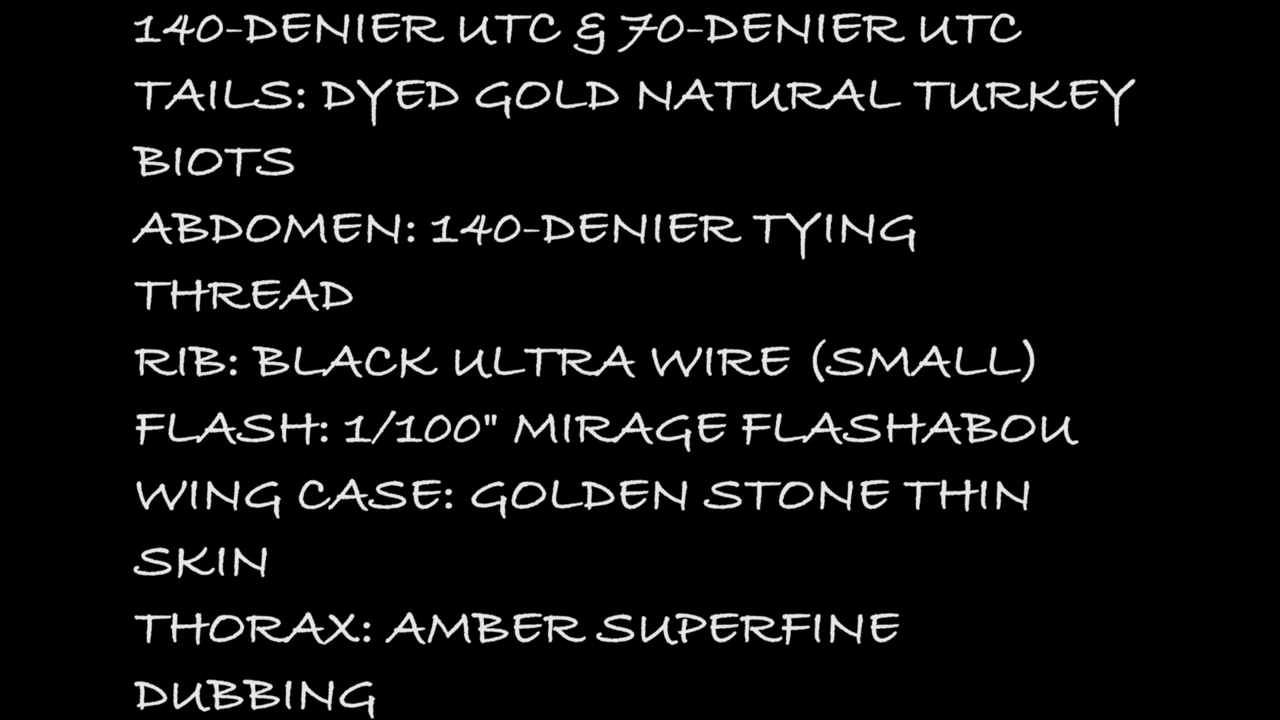 140-DENIER UTC & 70-DENIER UTC
TAILS: DYED GOLD NATURAL TURKEY
BIOTS
ABDOMEN: 140-DENIER TYING
THREAD
RIB: BLACK ULTRA WIRE (SMALL)
FLASH: 1/100" MIRAGE FLASHABOU
WING CASE: GOLDEN STONE THIN
SKIN
THORAX: AMBER SUPERFINE
DUBBING